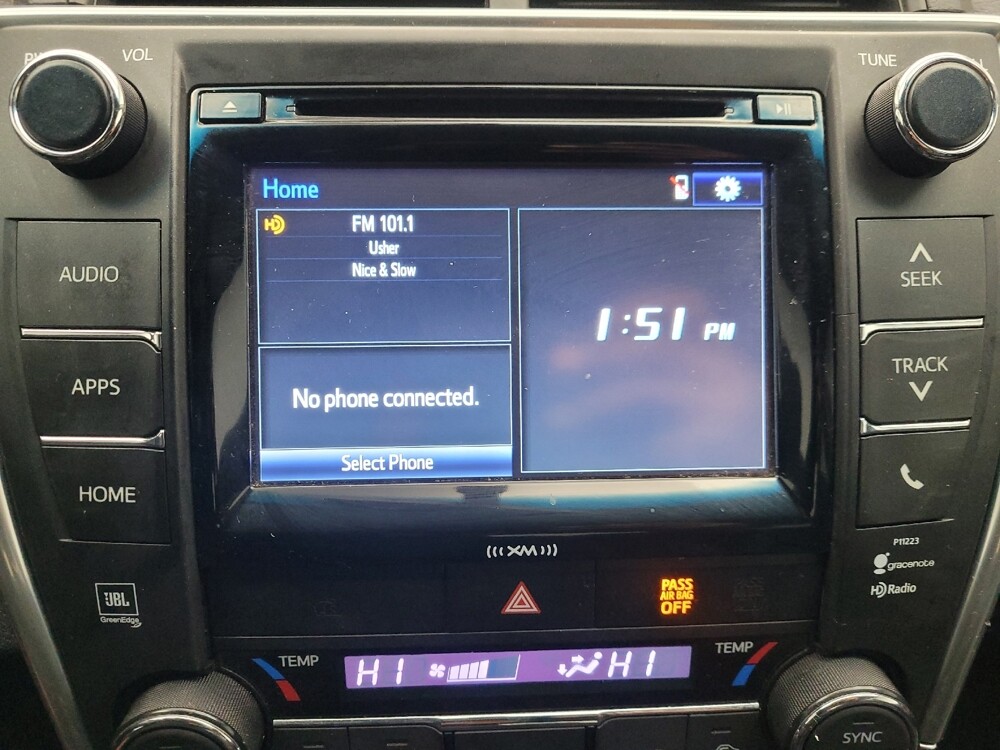 VOL
TUNE
Home
FM 101.1
Usher
Nice & Slow
1:51 PM
No phone connected.
Select Phone
AUDIO
APPS
HOME
SEEK
TRACK
P11223
gracenote
HD Radio
JBL
GreenEdge
(((XM)))
PASS
AIR BAG
OFF
TEMP
HI
HI
TEMP
SYNC